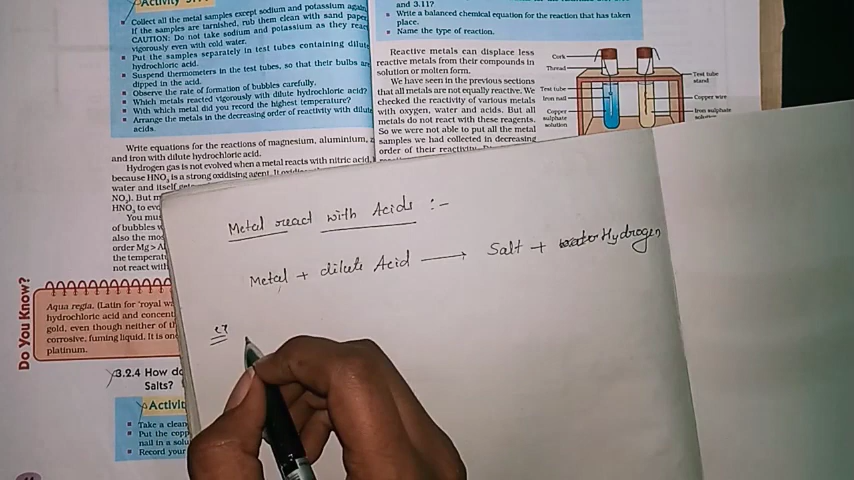 Activity
Collect all the metal samples except sodium and potassium again.
If the samples are tarnished, rub them clean with sand paper.
CAUTION: Do not take sodium and potassium as they react
vigorously even with cold water.
Put the samples separately in test tubes containing dilute
hydrochloric acid.
Suspend thermometers in the test tubes, so that their bulbs are
dipped in the acid.
Observe the rate of formation of bubbles carefully.
Which metals reacted vigorously with dilute hydrochloric acid?
With which metal did you record the highest temperature?
Arrange the metals in the decreasing order of reactivity with dilute
acids.
Write equations for the reactions of magnesium, aluminium, z
and iron with dilute hydrochloric acid.
Hydrogen gas is not evolved when a metal reacts with nitric acid.
because HNO3 is a strong oxidising agent. It
water and itself
NO2). But m
HNO3 to evo
You mus
of bubbles w
also the mos
order Mg > A
the temperat
not react with
Do You Know?
Aqua regia, (Latin for 'royal wa
hydrochloric acid and concent
gold, even though neither of th
corrosive, fuming liquid. It is one
platinum.
3.2.4 How do
Salts?
Activit
Take a clean
Put the copp
nail in a solu
Record your
and 3.11?
Write a balanced chemical equation for the reaction that has taken
place.
Name the type of reaction.
Reactive metals can displace less
reactive metals from their compounds in
solution or molten form.
We have seen in the previous sections
that all metals are not equally reactive. We
checked the reactivity of various metals
with oxygen, water and acids. But all
metals do not react with these reagents.
So we were not able to put all the metal
samples we had collected in decreasing
order of their reactivity.
Cork
Thread
Test tube
Iron nail
Copper
sulphate
solution
Test tube
stand
Copper wire
Iron sulphate
solution
Metal react with Acids :-
Metal + dilute Acid → Salt + Hydrogen